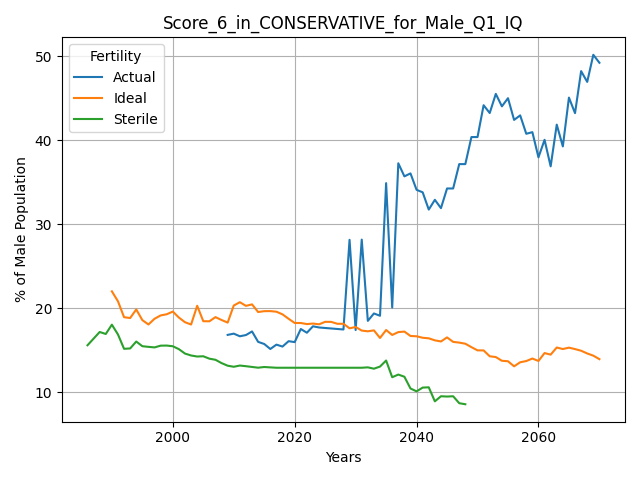 Score_6_in_CONSERVATIVE_for_Male_Q1_IQ
Fertility
Actual
Ideal
Sterile
% of Male Population
50
40
30
20
10
2000 2020 2040 2060
Years